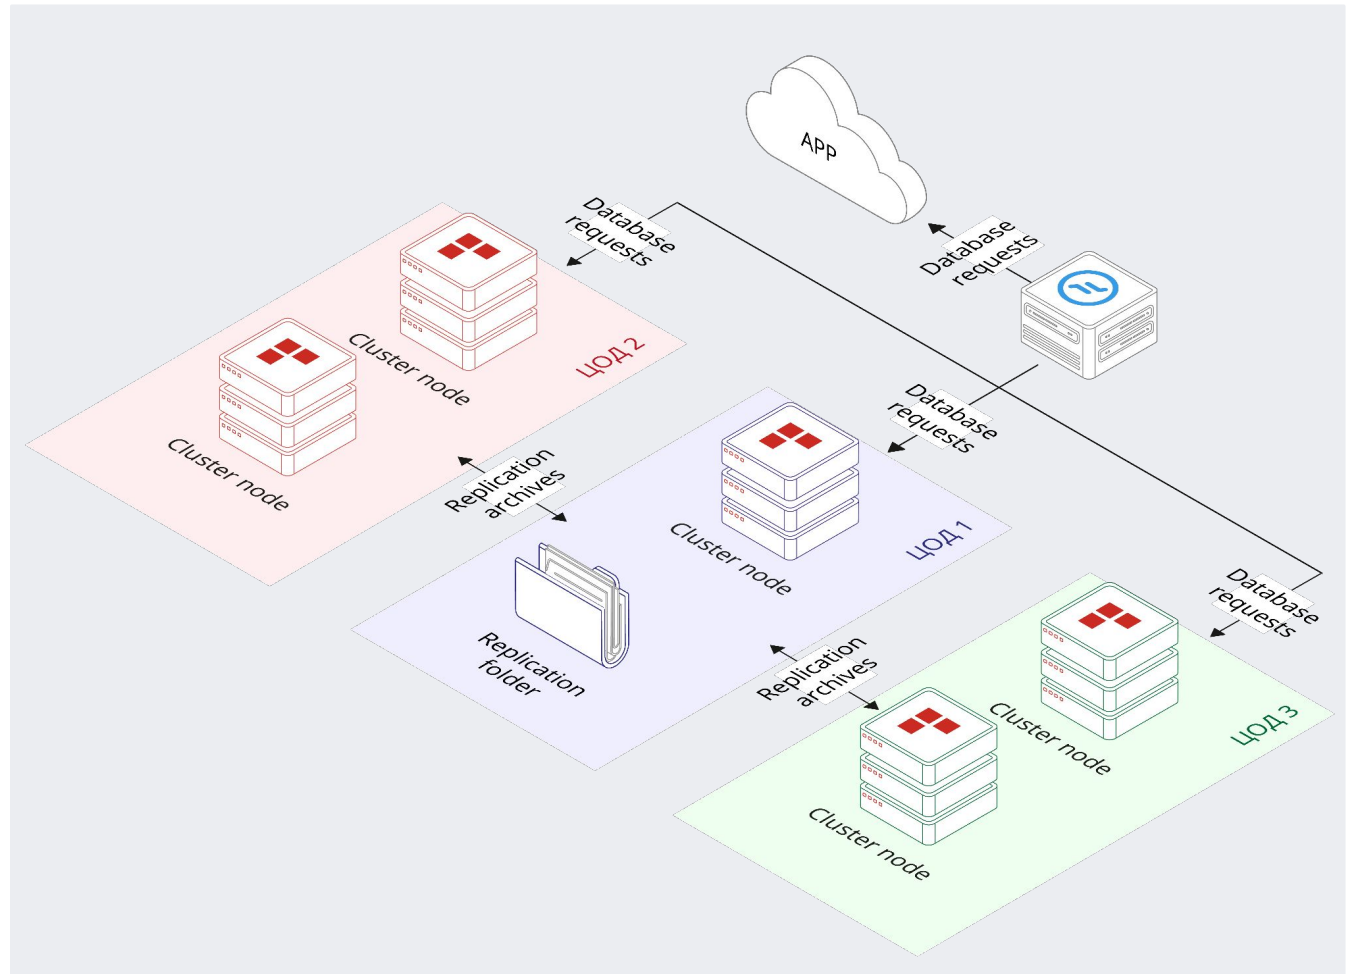 APP
Database
requests
Database
requests
Cluster node
ЦОД 2
Cluster node
Replication
archives
Database
requests
Cluster node
ЦОД 1
Replication
folder
Replication
archives
Database
requests
Cluster node
ЦОД 3
Cluster node